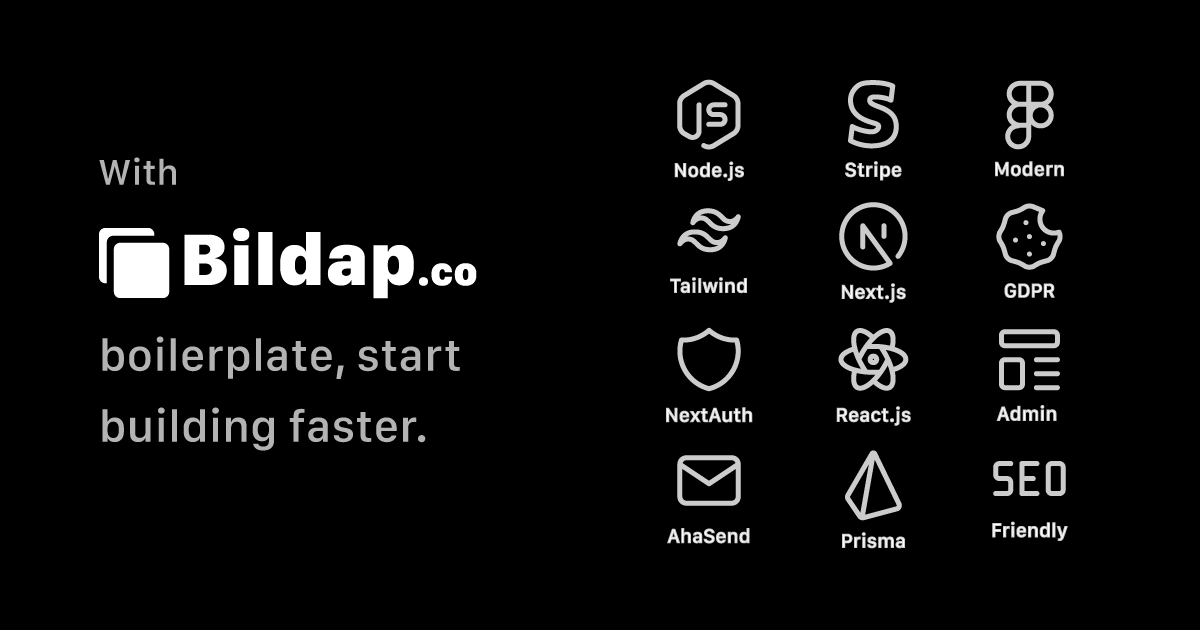 With
Bildap.co
boilerplate, start
building faster.
JS
Node.js
S
Stripe
Modern
Tailwind
N
Next.js
GDPR
NextAuth
React.js
Admin
AhaSend
Prisma
SEO
Friendly